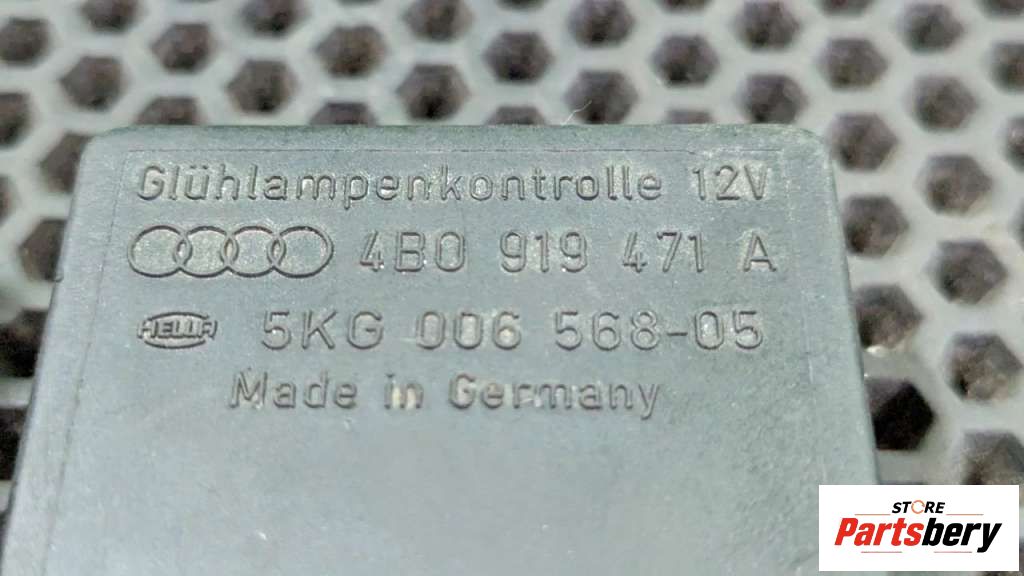 Glühlampenkontrolle 12V
4B0 919 471 A
HELLA 5KG 006 568-05
Made in Germany
STORE
Partsbery